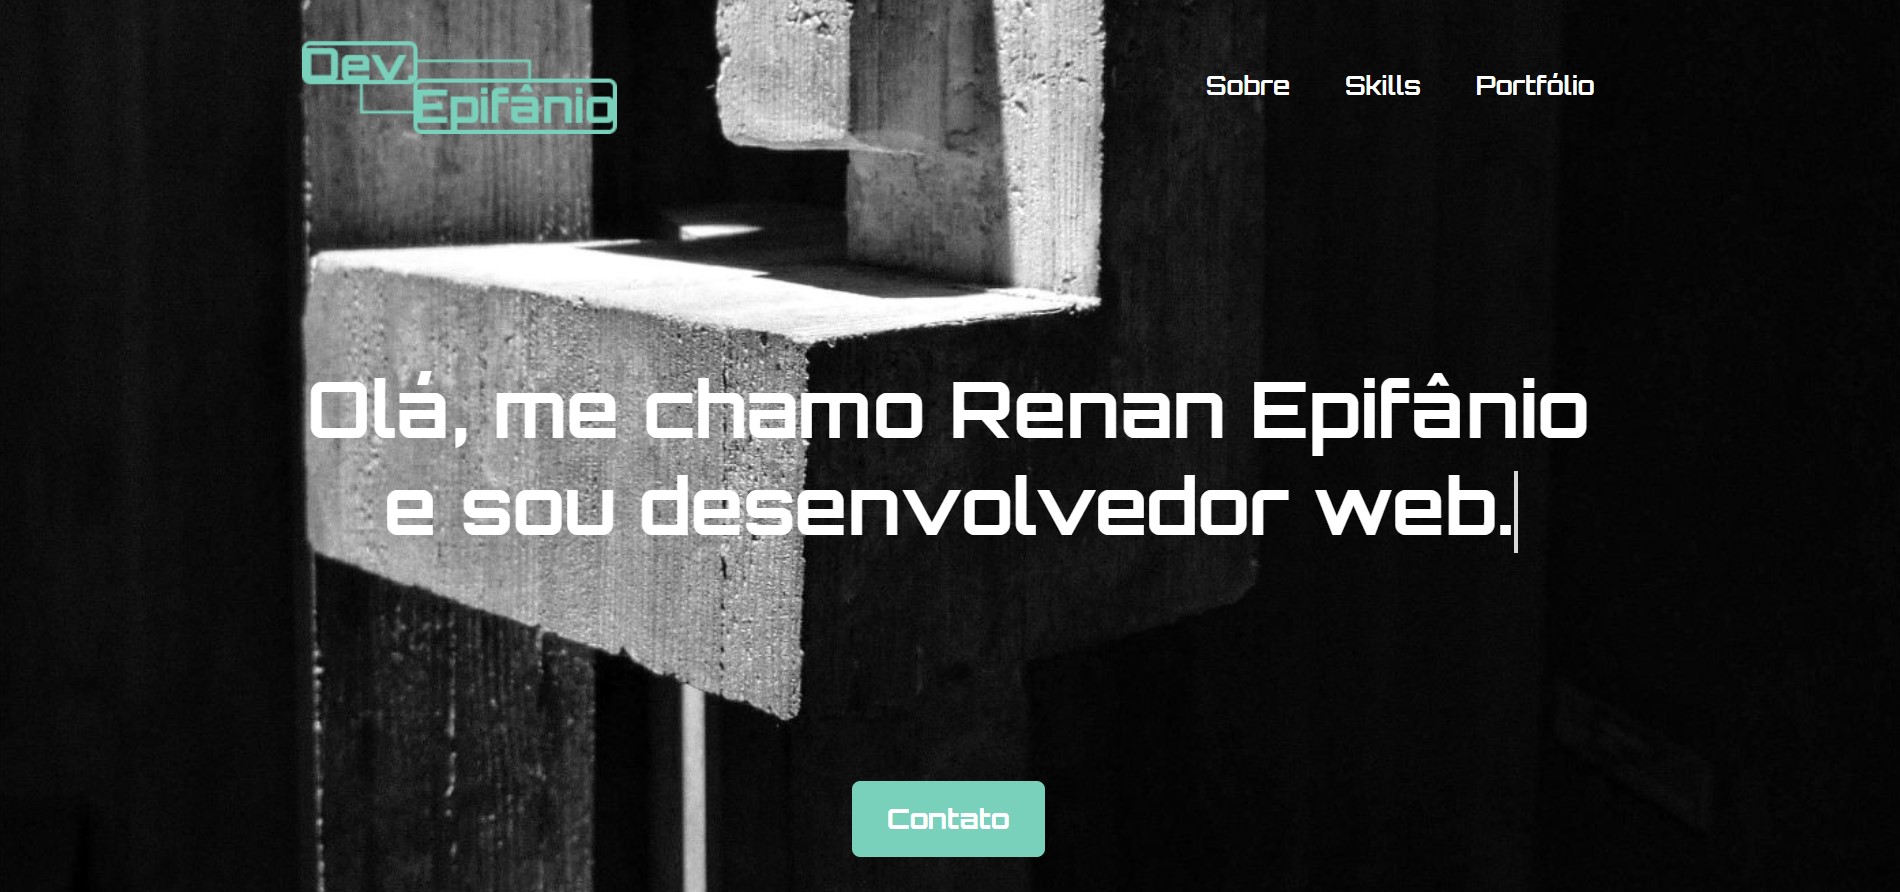 Dev.
Epifânio
Sobre Skills Portfólio
Olá, me chamo Renan Epifânio
e sou desenvolvedor web.
Contato